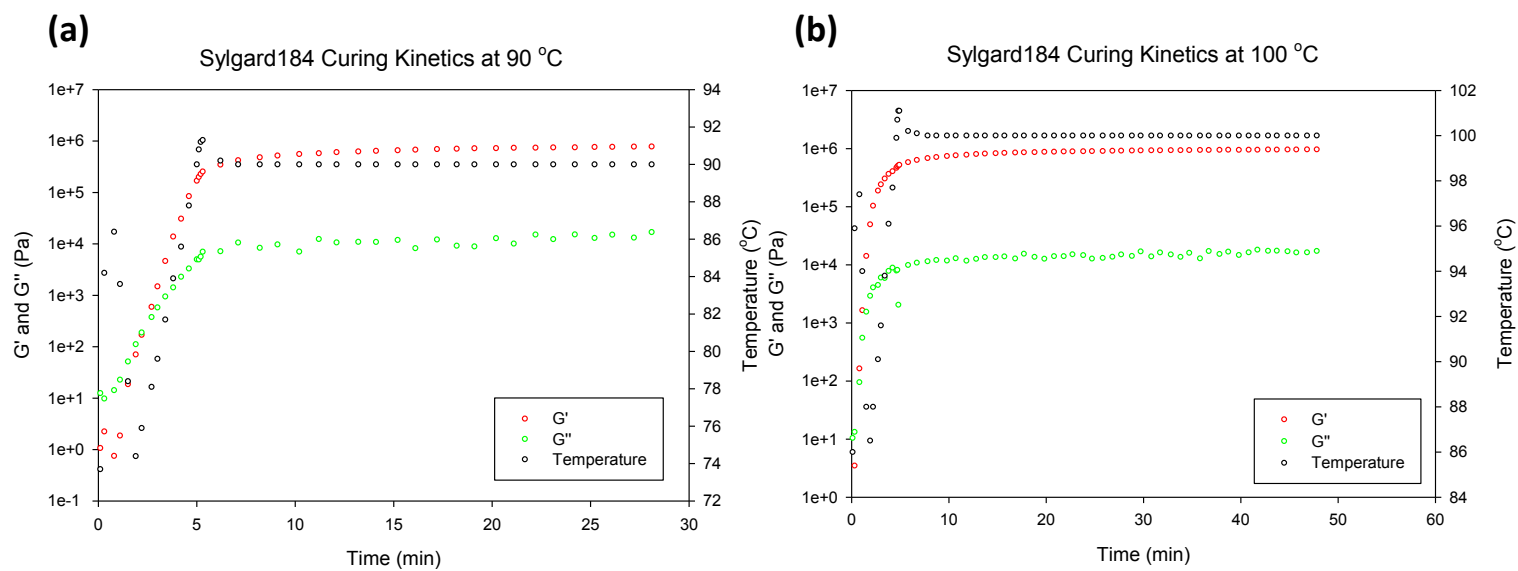 (a)
Sylgard184 Curing Kinetics at 90 °C
G' and G'' (Pa)
1e+7
1e+6
1e+5
1e+4
1e+3
1e+2
1e+1
1e+0
1e-1
94
92
90
88
86
84
82
80
78
76
74
72
Temperature (°C)
0 5 10 15 20 25 30
Time (min)
G'
G''
Temperature
(b)
Sylgard184 Curing Kinetics at 100 °C
G' and G'' (Pa)
1e+7
1e+6
1e+5
1e+4
1e+3
1e+2
1e+1
1e+0
102
100
98
96
94
92
90
88
86
84
Temperature (°C)
0 10 20 30 40 50 60
Time (min)
G'
G''
Temperature